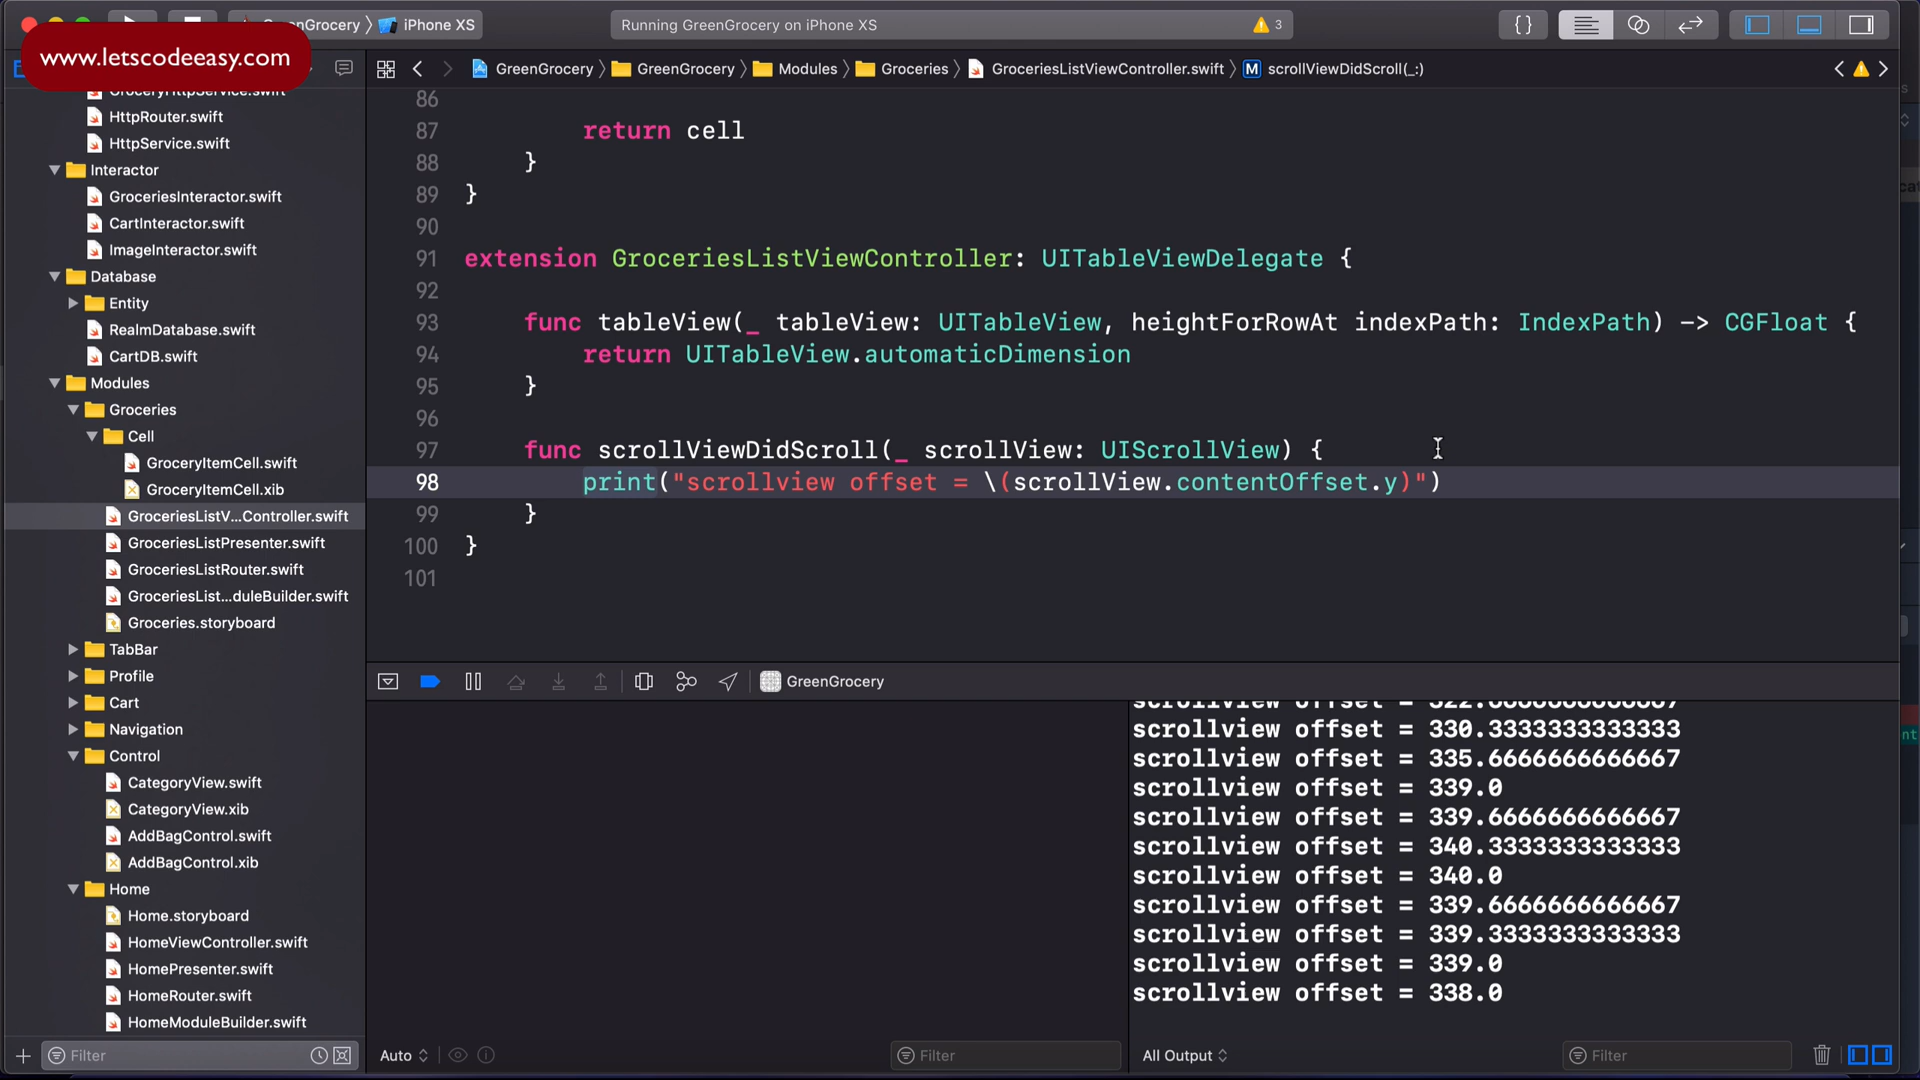 GreenGrocery
iPhone XS
Running GreenGrocery on iPhone XS
3
{ }
www.letscodeeasy.com
GreenGrocery
GreenGrocery
Modules
Groceries
GroceriesListViewController.swift
M
scrollViewDidScroll(_:)
GroceryHttpService.swift
HttpRouter.swift
HttpService.swift
Interactor
GroceriesInteractor.swift
CartInteractor.swift
ImageInteractor.swift
Database
Entity
RealmDatabase.swift
CartDB.swift
Modules
Groceries
Cell
GroceryItemCell.swift
GroceryItemCell.xib
GroceriesListV...Controller.swift
GroceriesListPresenter.swift
GroceriesListRouter.swift
GroceriesList...duleBuilder.swift
Groceries.storyboard
TabBar
Profile
Cart
Navigation
Control
CategoryView.swift
CategoryView.xib
AddBagControl.swift
AddBagControl.xib
Home
Home.storyboard
HomeViewController.swift
HomePresenter.swift
HomeRouter.swift
HomeModuleBuilder.swift
Filter
86
87 return cell
88 }
89 }
90
91 extension GroceriesListViewController: UITableViewDelegate {
92
93 func tableView(_ tableView: UITableView, heightForRowAt indexPath: IndexPath) -> CGFloat {
94 return UITableView.automaticDimension
95 }
96
97 func scrollViewDidScroll(_ scrollView: UIScrollView) {
98 print("scrollview offset = \(scrollView.contentOffset.y)")
99 }
100 }
101
GreenGrocery
scrollview offset = 322.6666666666667
scrollview offset = 330.3333333333333
scrollview offset = 335.6666666666667
scrollview offset = 339.0
scrollview offset = 339.6666666666667
scrollview offset = 340.3333333333333
scrollview offset = 340.0
scrollview offset = 339.6666666666667
scrollview offset = 339.3333333333333
scrollview offset = 339.0
scrollview offset = 338.0
Auto
Filter
All Output
Filter